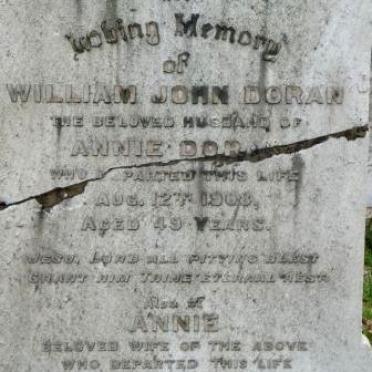 Loving Memory
of
WILLIAM JOHN DORAN
THE BELOVED HUSBAND OF
ANNIE DORAN
WHO DEPARTED THIS LIFE
AUG. 12TH 1903,
AGED 49 YEARS.
JESU, LORD ALL PITYING BLEST
GRANT HIM THINE ETERNAL REST
Also of
ANNIE
BELOVED WIFE OF THE ABOVE
WHO DEPARTED THIS LIFE